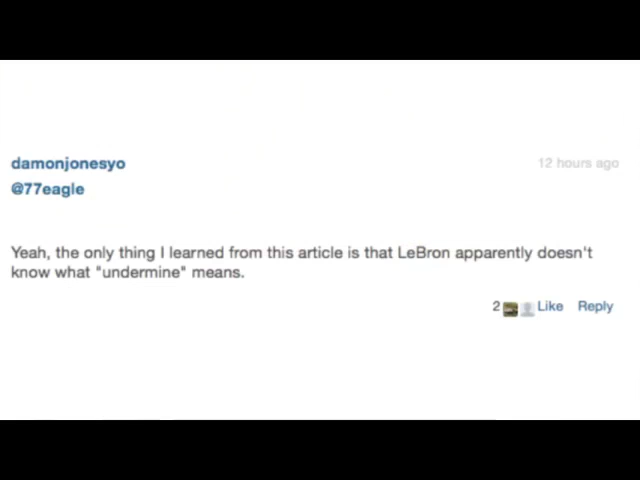 damonjonesyo
12 hours ago
@77eagle
Yeah, the only thing I learned from this article is that LeBron apparently doesn't
know what "undermine" means.
2 Like Reply